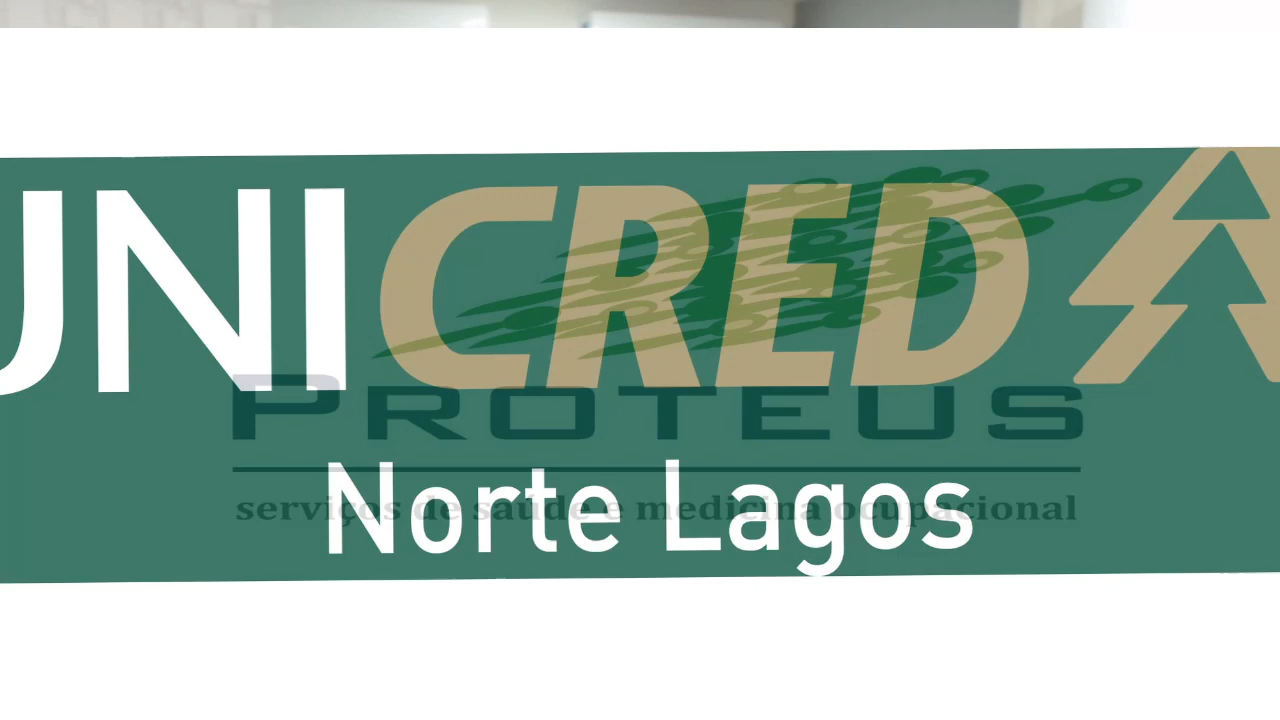 UNICRED
PROTEUS
Norte Lagos
serviços de saúde e medicina ocupacional